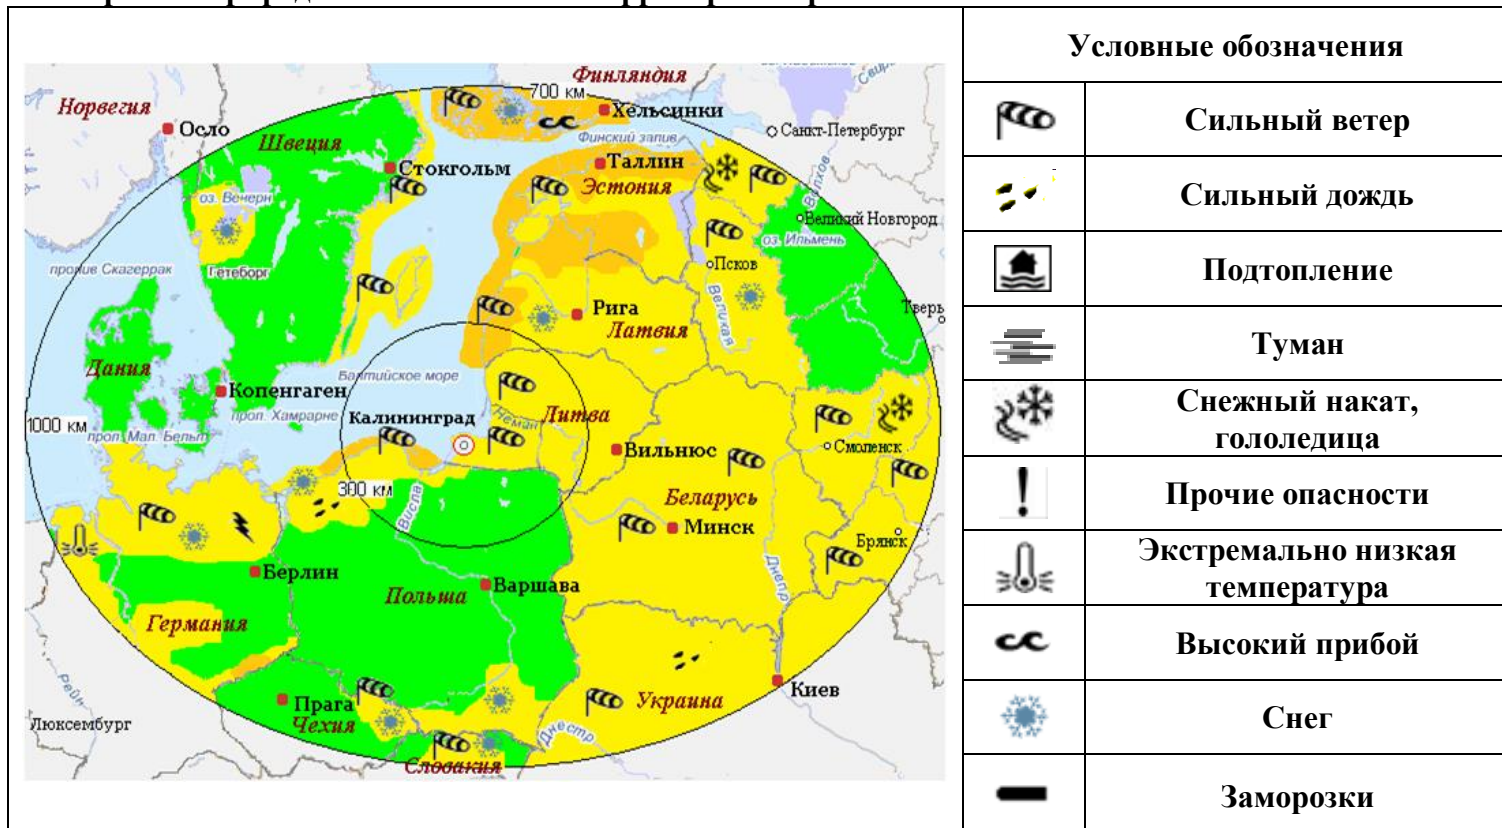 Финляндия
700 км
Норвегия
Хельсинки
Осло
Санкт-Петербург
Швеция
Финский запив
Стокгольм
Таллин
Эстония
оз. Венерн
Волхов
Великий Новгород
оз. Ильмень
Псков
пролив Скагеррак
Гетеборг
Великая
Тверь
Рига
Латвия
Дания
Балтийское море
Копенгаген
прол. Хамрарне
Калининград
Неман
Литва
1000 км
прол. Мал. Бельт
Смоленск
Вильнюс
300 км
Висла
Беларусь
Минск
Брянск
Берлин
Днепр
Польша
Варшава
Германия
Рейн
Киев
Украина
Прага
Чехия
Люксембург
Днестр
Словакия
Условные обозначения
Сильный ветер
Сильный дождь
Подтопление
Туман
Снежный накат,
гололедица
Прочие опасности
Экстремально низкая
температура
Высокий прибой
Снег
Заморозки